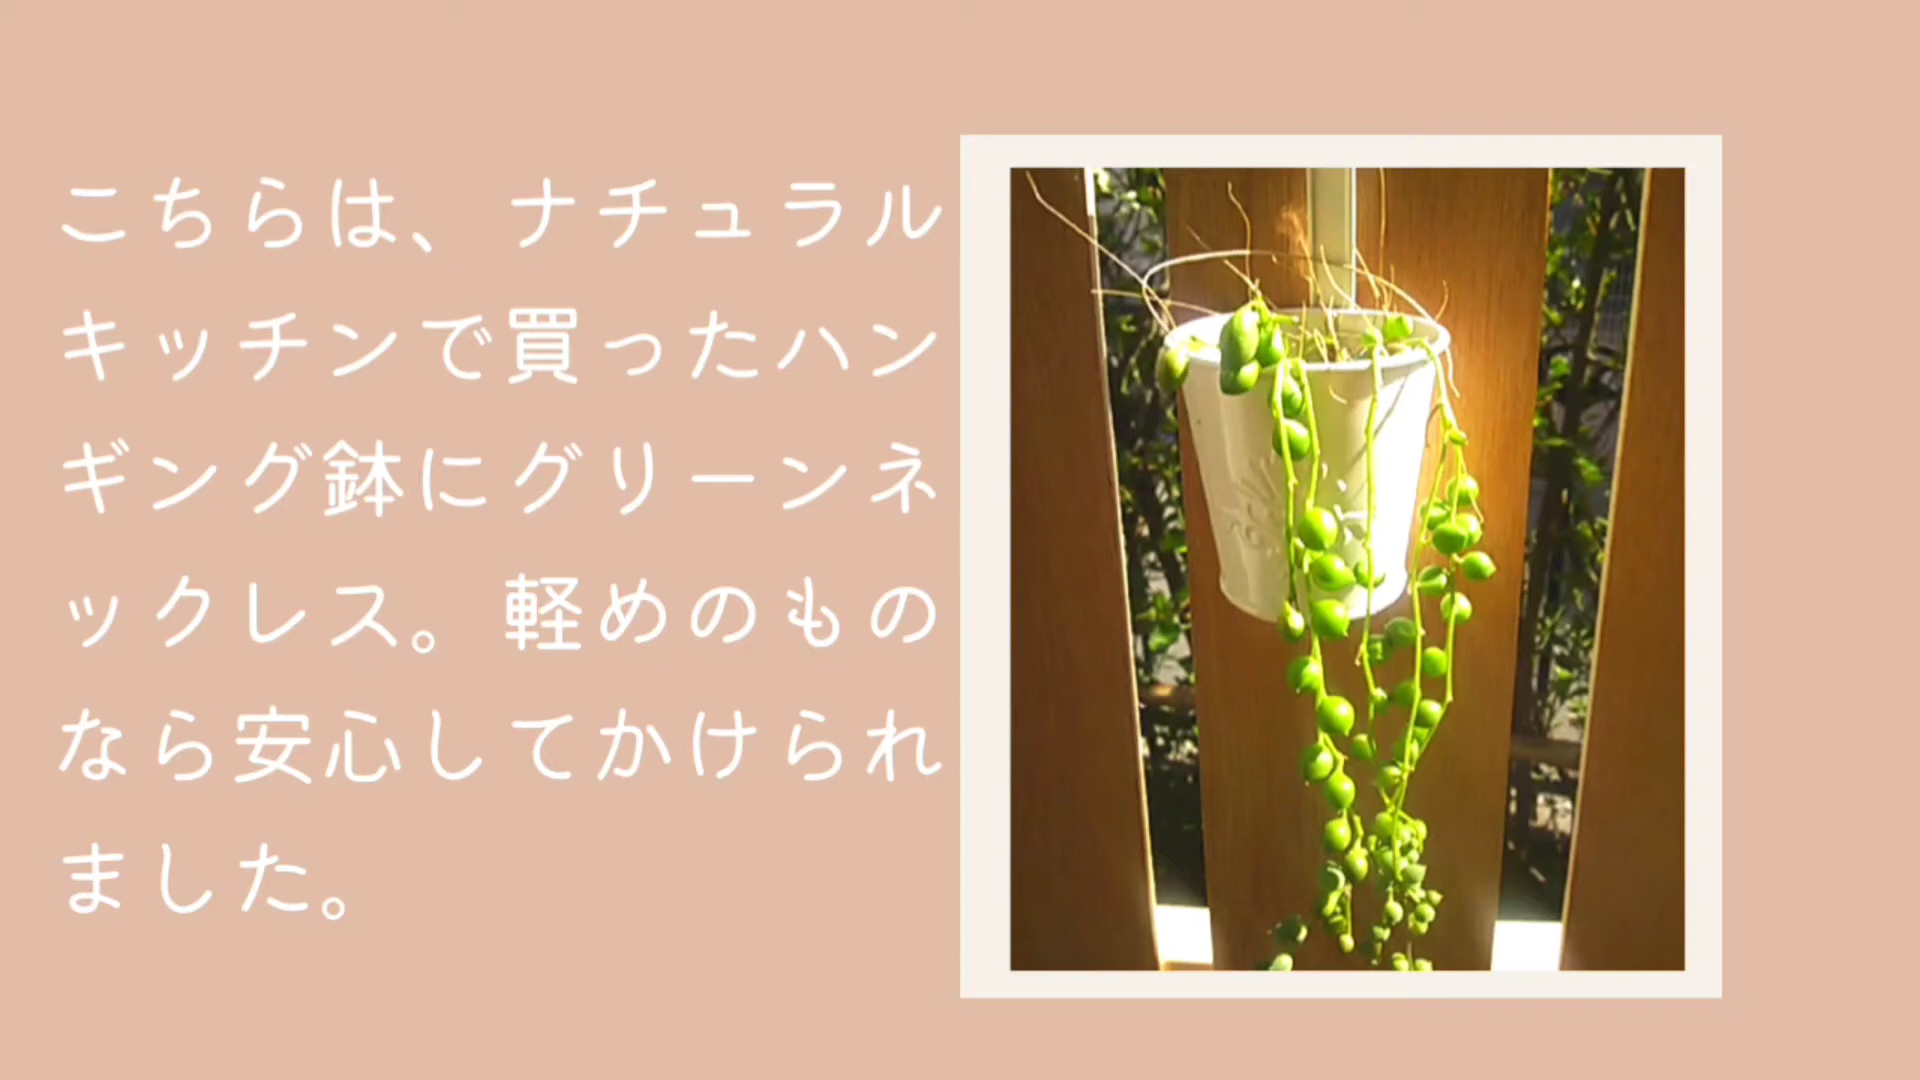 こちらは、ナチュラル
キッチンで買ったハン
ギング鉢にグリーンネ
ックレス。軽めのもの
なら安心してかけられ
ました。